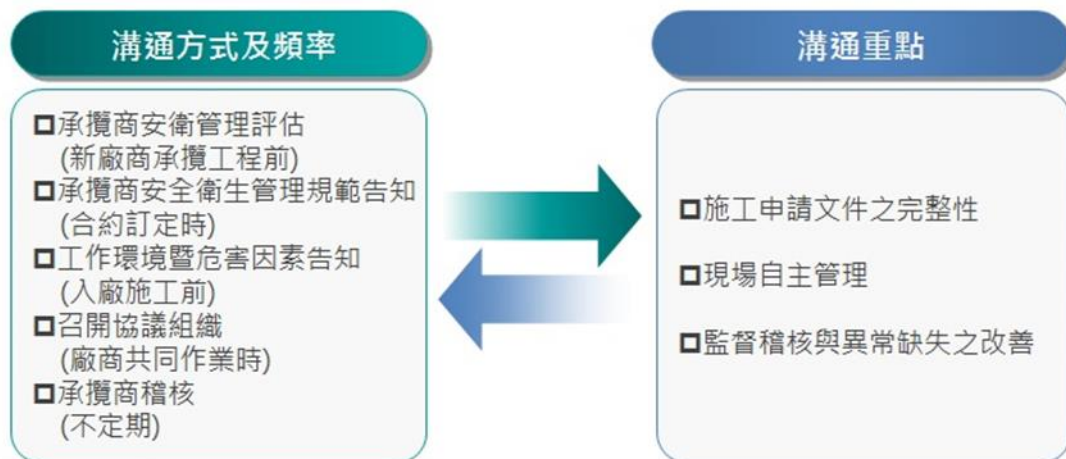 溝通方式及頻率
承攬商安衛管理評估
(新廠商承攬工程前)
承攬商安全衛生管理規範告知
(合約訂定時)
工作環境暨危害因素告知
(入廠施工前)
召開協議組織
(廠商共同作業時)
承攬商稽核
(不定期)
溝通重點
施工申請文件之完整性
現場自主管理
監督稽核與異常缺失之改善